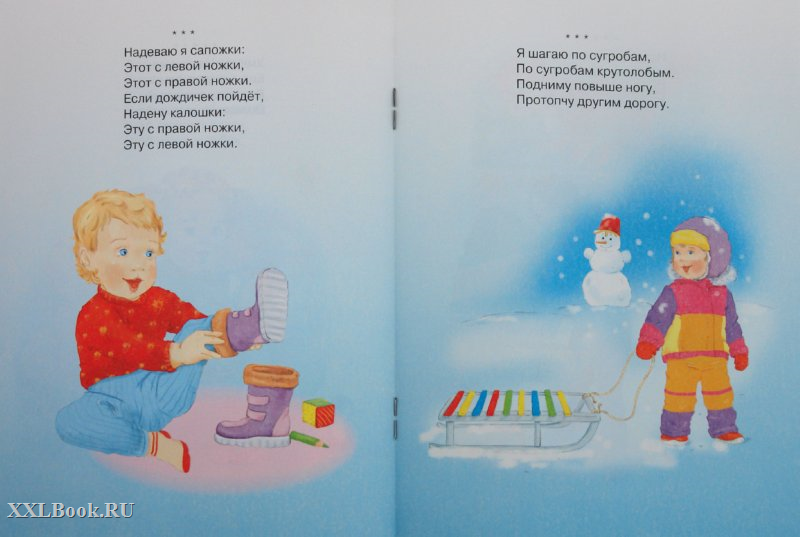 * * *
Надеваю я сапожки:
Этот с левой ножки,
Этот с правой ножки.
Если дождичек пойдёт,
Надену калошки:
Эту с правой ножки,
Эту с левой ножки.
* * *
Я шагаю по сугробам,
По сугробам крутолобым.
Подниму повыше ногу,
Протопчу другим дорогу.
XXLBook.РU